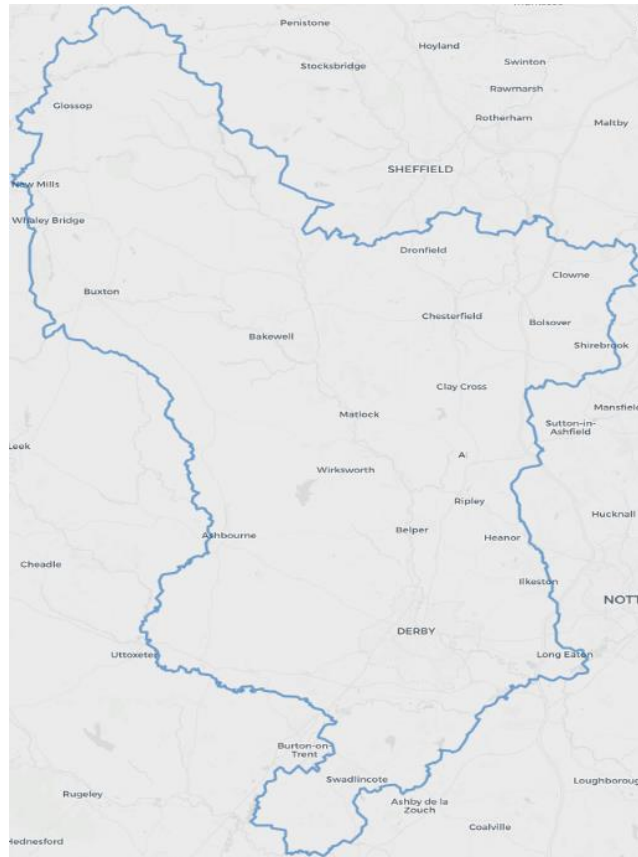 Penistone
Hoyland
Stocksbridge
Swinton
Rawmarsh
Glossop
Rotherham
Maltby
SHEFFIELD
New Mills
Whaley Bridge
Dronfield
Clowne
Buxton
Chesterfield
Bolsover
Bakewell
Shirebrook
Clay Cross
Mansfield
Matlock
Sutton-in-
Ashfield
Leek
A
Wirksworth
Ripley
Hucknall
Belper
Ashbourne
Heanor
Cheadle
Ilkeston
NOTT
DERBY
Uttoxeter
Long Eaton
Burton-on-
Trent
Swadlincote
Loughboroug
Rugeley
Ashby de la
Zouch
Coalville
Hednesford